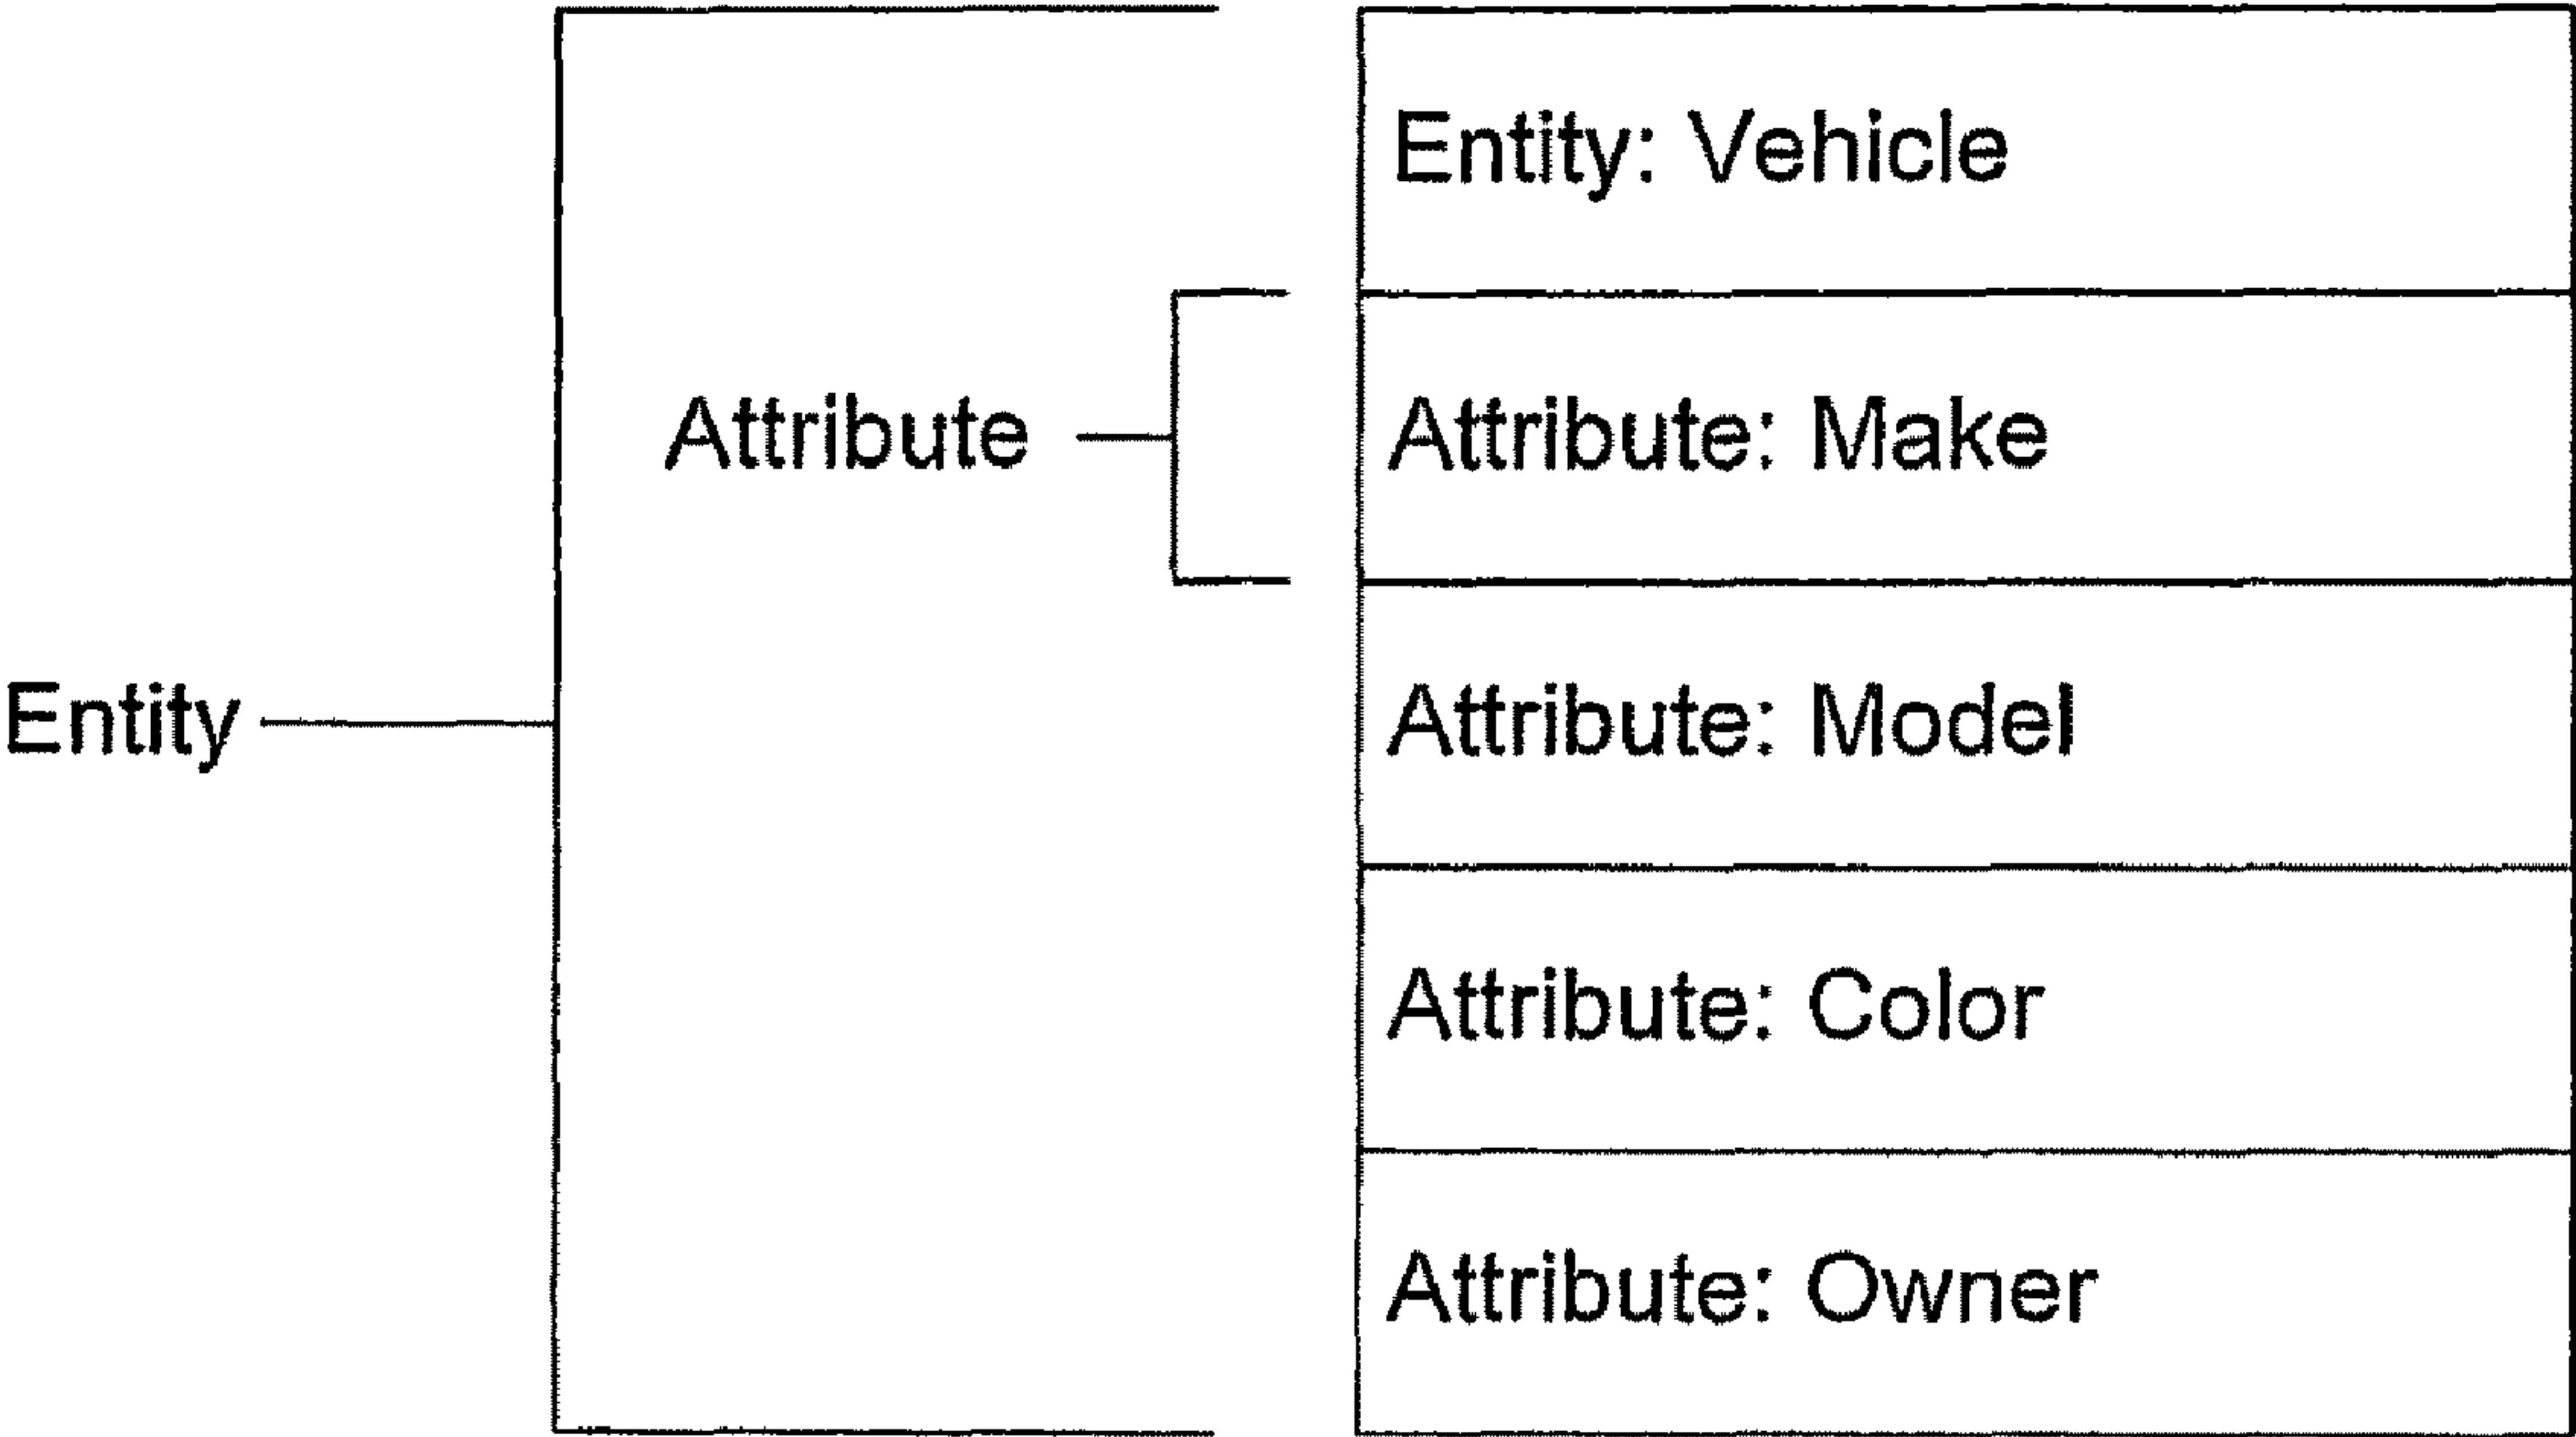 Entity: Vehicle
Attribute
Attribute: Make
Entity
Attribute: Model
Attribute: Color
Attribute: Owner